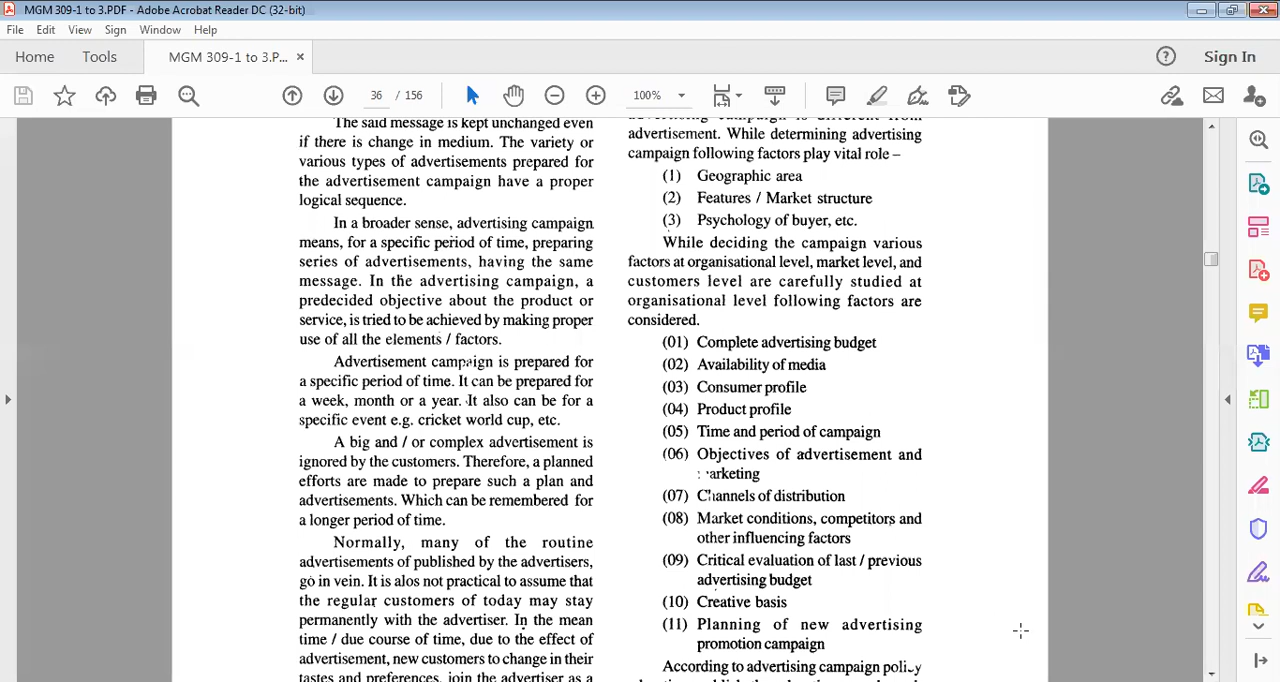 MGM 309-1 to 3.PDF - Adobe Acrobat Reader DC (32-bit)
File Edit View Sign Window Help
Home Tools MGM 309-1 to 3.P... × Sign In
36 / 156 100%
The said message is kept unchanged even
if there is change in medium. The variety or
various types of advertisements prepared for
the advertisement campaign have a proper
logical sequence.
In a broader sense, advertising campaign
means, for a specific period of time, preparing
series of advertisements, having the same
message. In the advertising campaign, a
predecided objective about the product or
service, is tried to be achieved by making proper
use of all the elements / factors.
Advertisement campaign is prepared for
a specific period of time. It can be prepared for
a week, month or a year. It also can be for a
specific event e.g. cricket world cup, etc.
A big and / or complex advertisement is
ignored by the customers. Therefore, a planned
efforts are made to prepare such a plan and
advertisements. Which can be remembered for
a longer period of time.
Normally, many of the routine
advertisements of published by the advertisers,
go in vein. It is alos not practical to assume that
the regular customers of today may stay
permanently with the advertiser. In the mean
time / due course of time, due to the effect of
advertisement, new customers to change in their
tastes and preferences, join the advertiser as a
advertising campaign is different from
advertisement. While determining advertising
campaign following factors play vital role –
(1) Geographic area
(2) Features / Market structure
(3) Psychology of buyer, etc.
While deciding the campaign various
factors at organisational level, market level, and
customers level are carefully studied at
organisational level following factors are
considered.
(01) Complete advertising budget
(02) Availability of media
(03) Consumer profile
(04) Product profile
(05) Time and period of campaign
(06) Objectives of advertisement and
marketing
(07) Channels of distribution
(08) Market conditions, competitors and
other influencing factors
(09) Critical evaluation of last / previous
advertising budget
(10) Creative basis
(11) Planning of new advertising
promotion campaign
According to advertising campaign policy